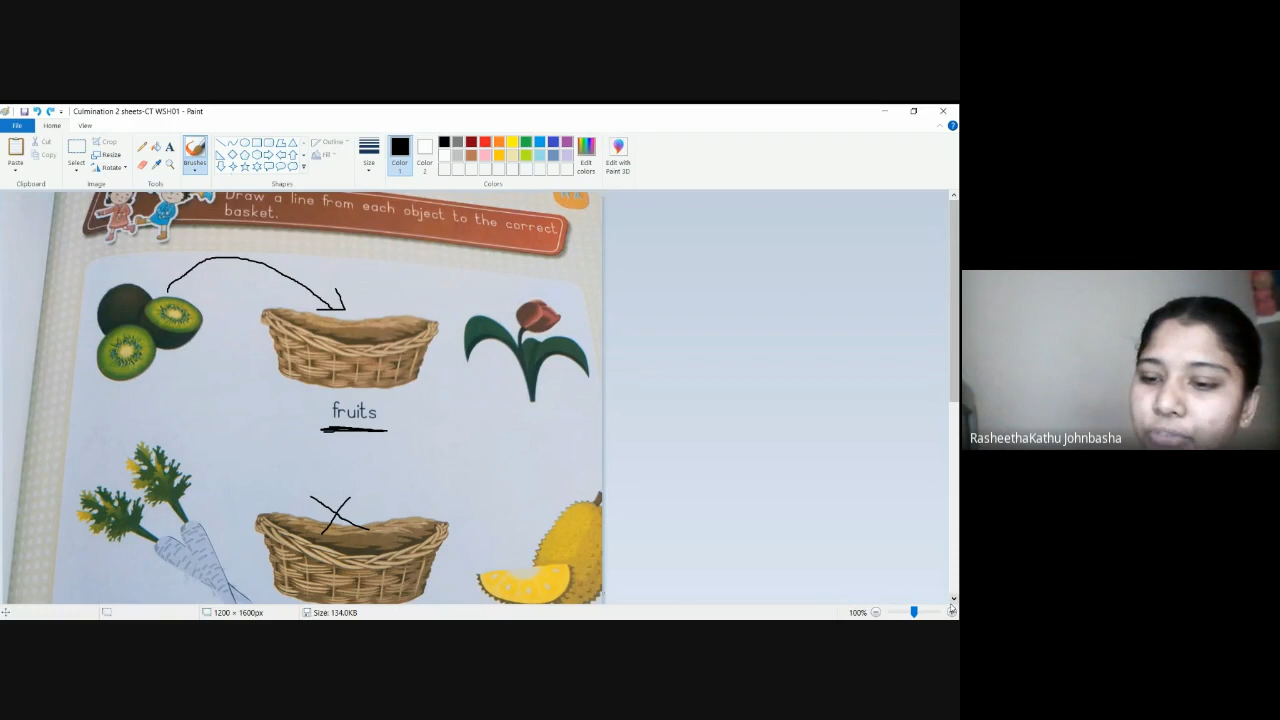 Culmination 2 sheets-CT WSH01 - Paint
File
Home
View
Paste
Cut
Copy
Clipboard
Select
Crop
Resize
Rotate
Image
A
Tools
Brushes
Outline
Fill
Shapes
Size
Color 1
Color 2
Edit colors
Edit with Paint 3D
Colors
Draw a line from each object to the correct
basket.
fruits
1200 × 1600px
Size: 134.0KB
100%
RasheethaKathu Johnbasha